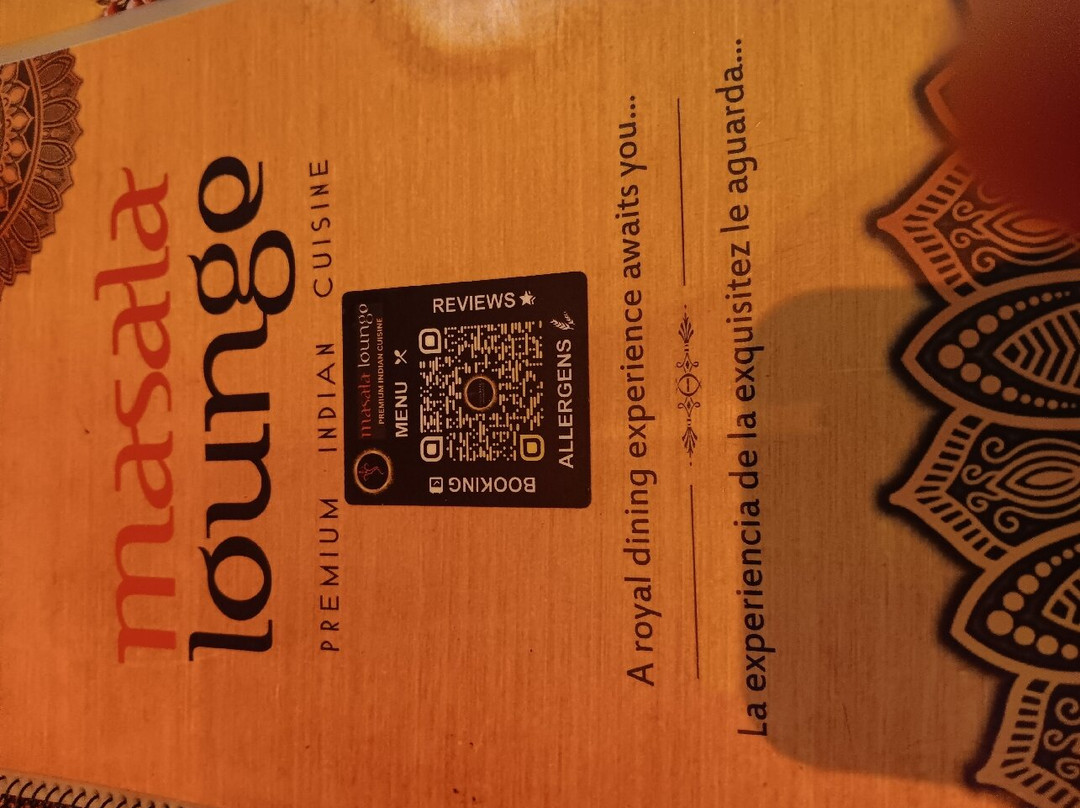 masala
lounge
PREMIUM INDIAN CUISINE
masala lounge
PREMIUM INDIAN CUISINE
MENU
BOOKING
REVIEWS
ALLERGENS
A royal dining experience awaits you...
La experiencia de la exquisitez le aguarda...